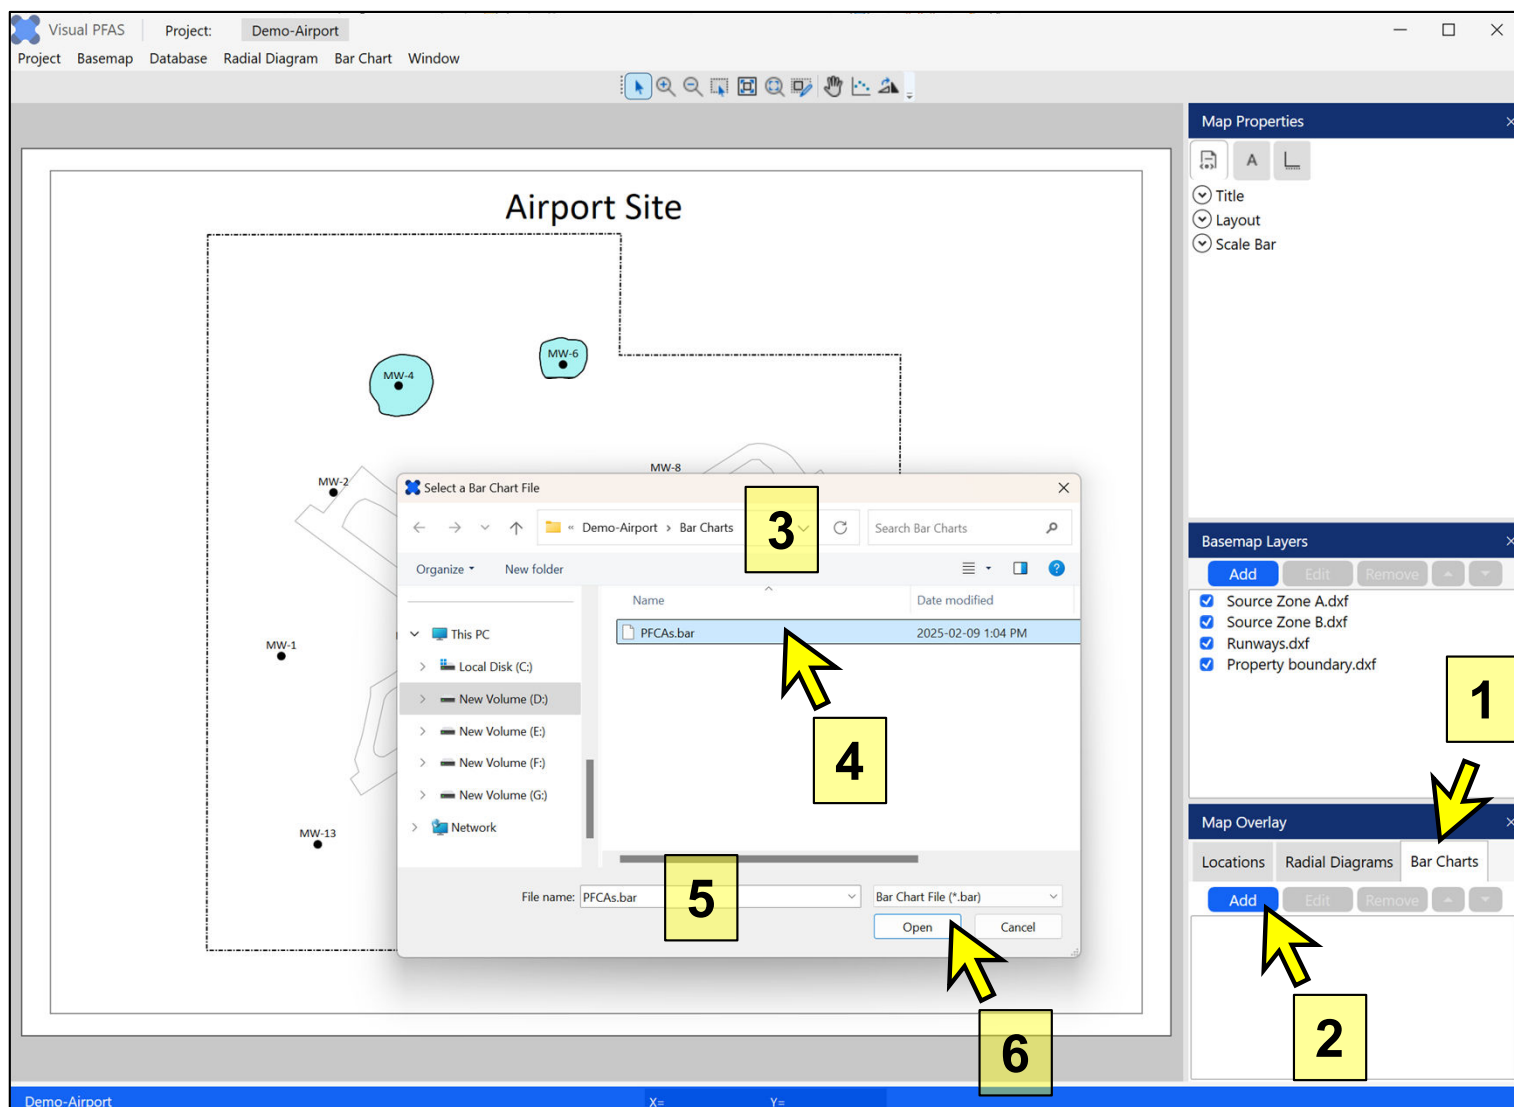 Visual PFAS Project: Demo-Airport
Project Basemap Database Radial Diagram Bar Chart Window
Map Properties
A
Title
Layout
Scale Bar
Airport Site
MW-6
MW-4
MW-8
MW-2
MW-1
MW-13
Select a Bar Chart File
« Demo-Airport > Bar Charts
Search Bar Charts
3
Organize New folder
Name Date modified
This PC
PFCAs.bar 2025-02-09 1:04 PM
Local Disk (C:)
New Volume (D:)
New Volume (E:)
New Volume (F:)
New Volume (G:)
Network
4
File name: PFCAs.bar
5
Bar Chart File (*.bar)
Open Cancel
6
Basemap Layers
Add Edit Remove
Source Zone A.dxf
Source Zone B.dxf
Runways.dxf
Property boundary.dxf
1
Map Overlay
Locations Radial Diagrams Bar Charts
Add Edit Remove
2
Demo-Airport X= Y=